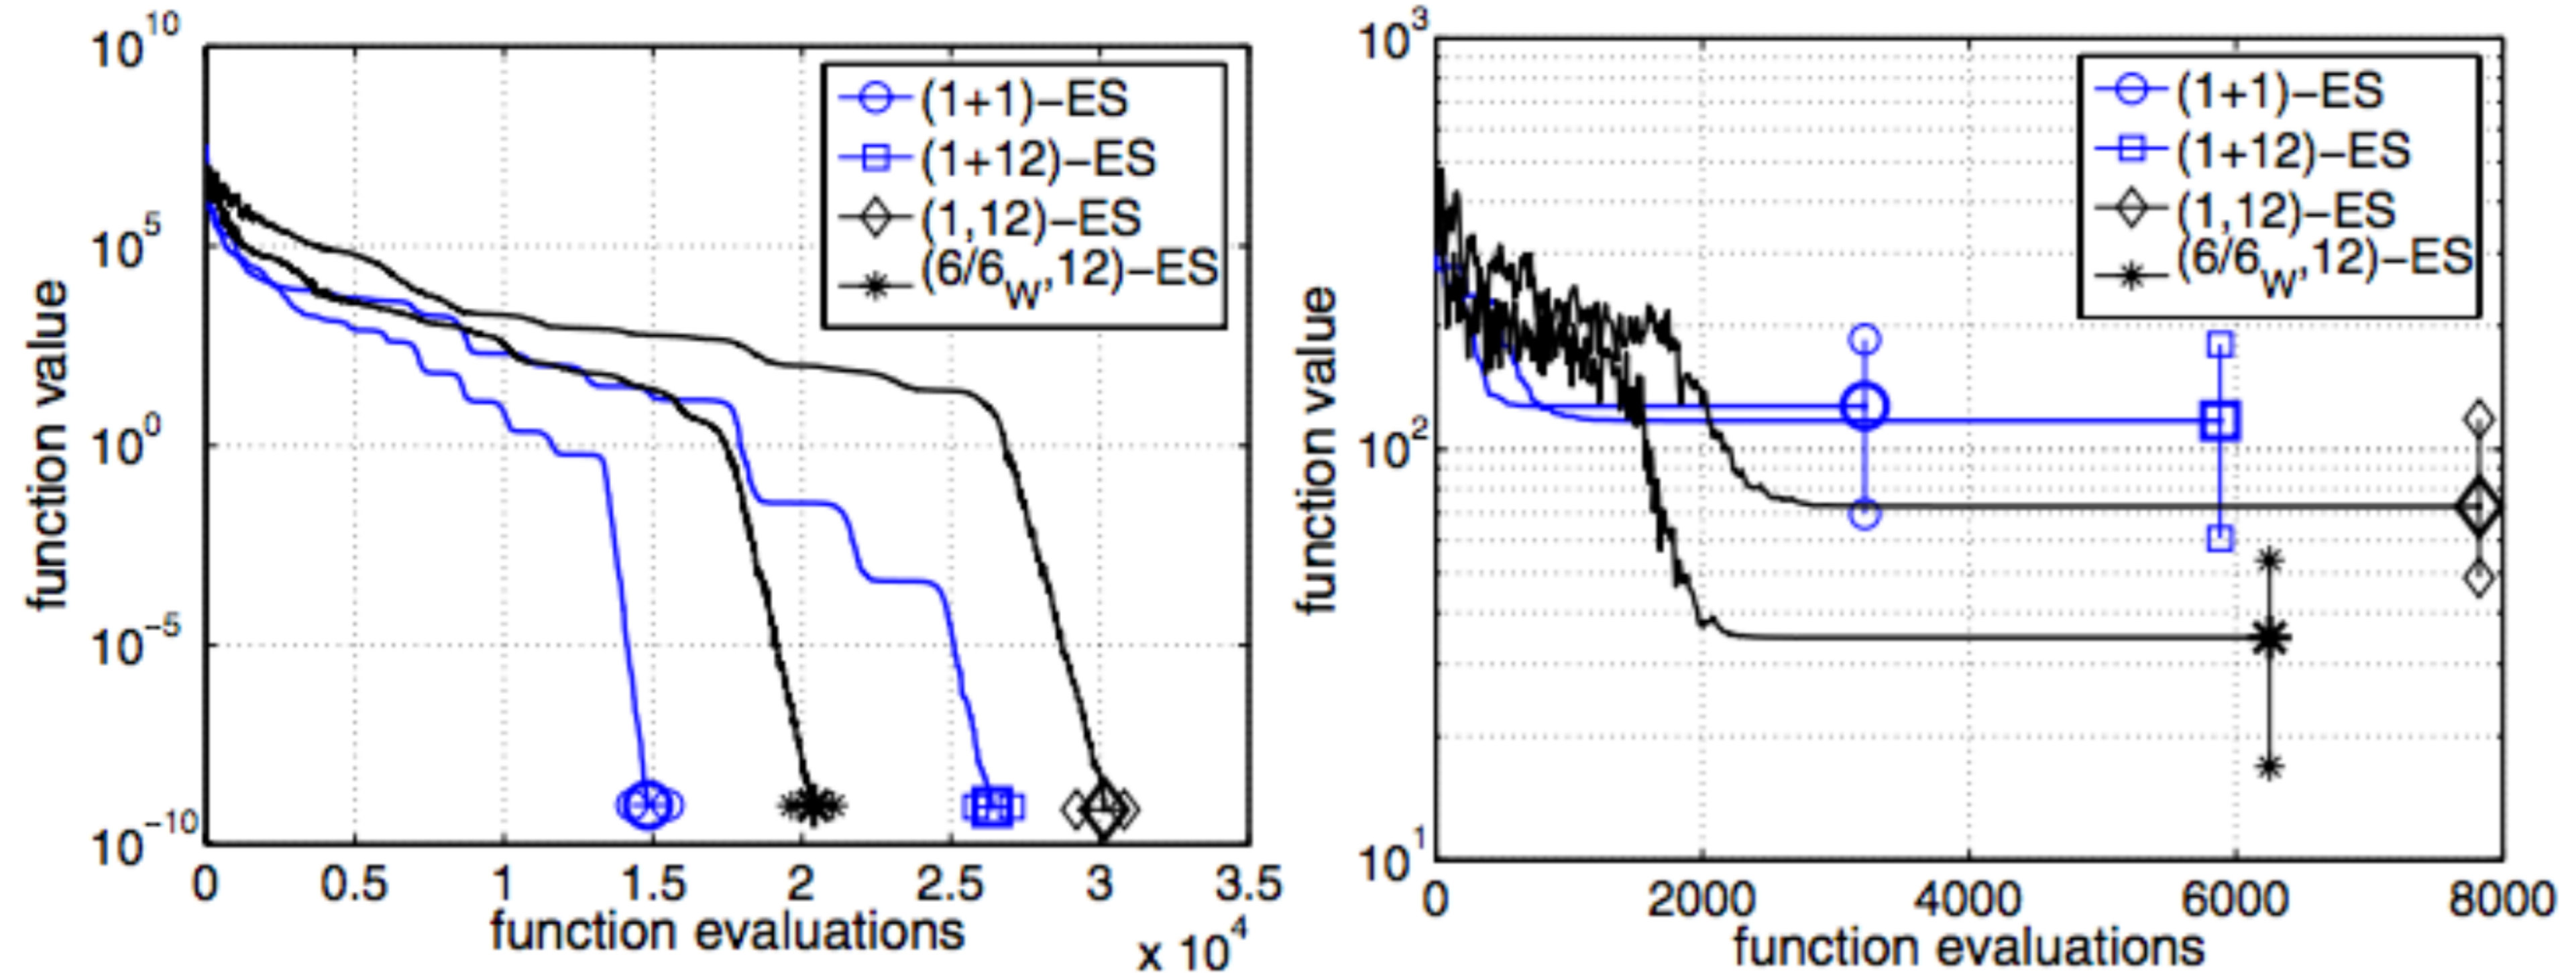 10^10
10^5
10^0
10^−5
10^−10
function value
(1+1)−ES
(1+12)−ES
(1,12)−ES
(6/6_W,12)−ES
0 0.5 1 1.5 2 2.5 3 3.5
function evaluations
x 10^4
10^3
10^2
10^1
function value
(1+1)−ES
(1+12)−ES
(1,12)−ES
(6/6_W,12)−ES
0 2000 4000 6000 8000
function evaluations